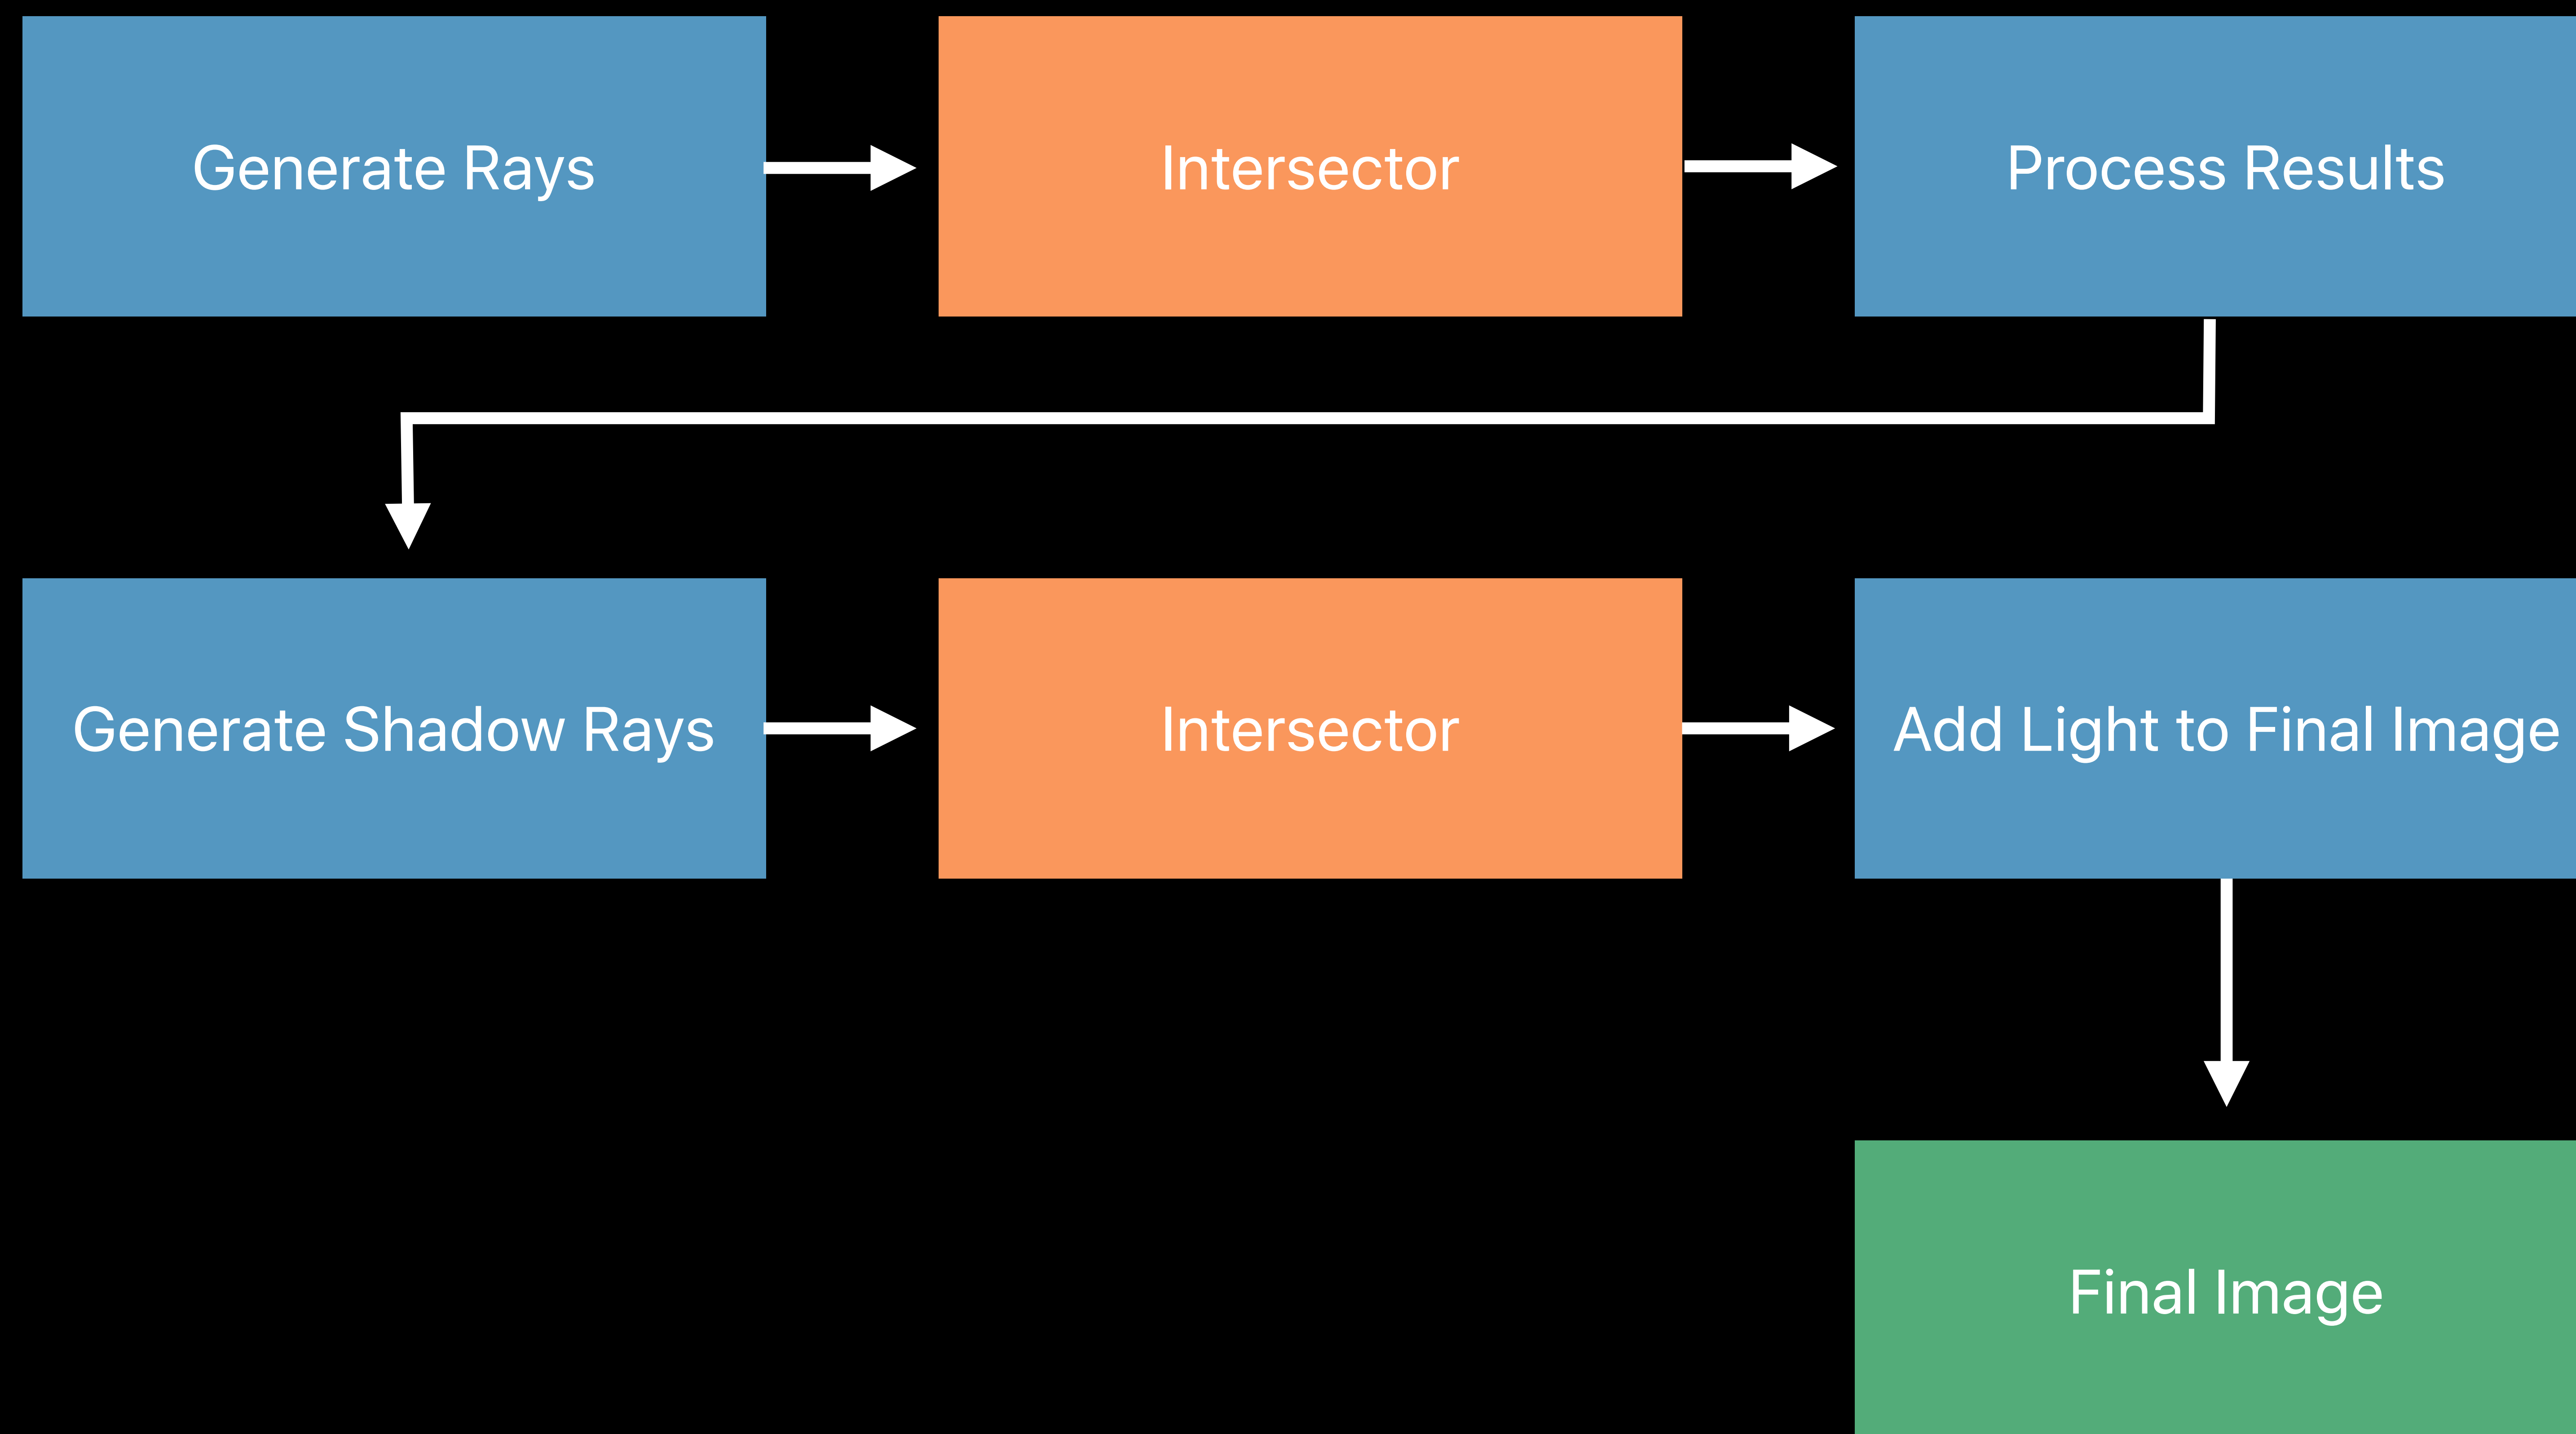 Generate Rays
Intersector
Process Results
Generate Shadow Rays
Intersector
Add Light to Final Image
Final Image